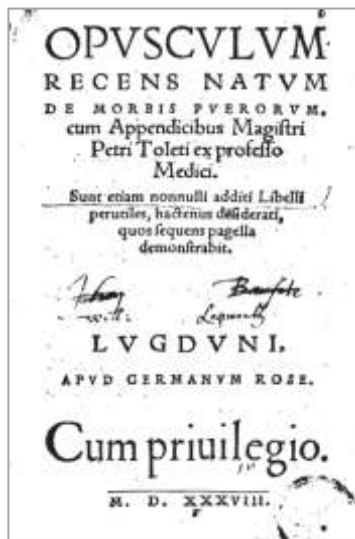 OPVSCVLVM
RECENS NATVM
DE MORBIS PVERORVM,
cum Appendicibus Magiſtri
Petri Toleti ex profeſſo
Medici.
Sunt etiam nonnulli additi Libelli
perutiles, hactenus deſiderati,
quos ſequens pagella
demonſtrabit.
LVGDVNI,
APVD GERMANVM ROSE.
Cum priuilegio.
M. D. XXXVIII.